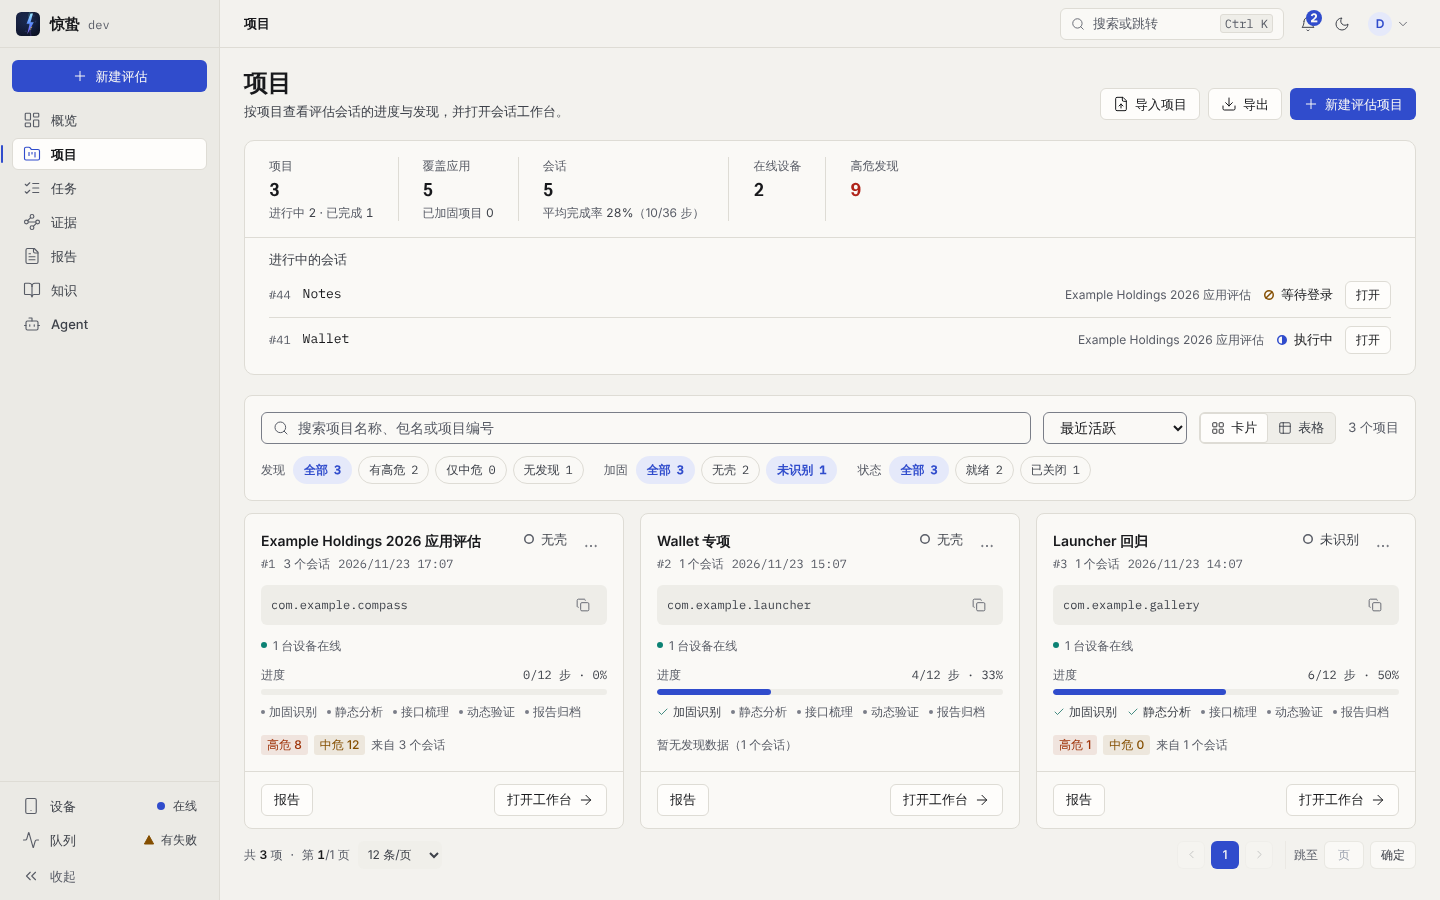 惊蛰 dev
新建评估
概览
项目
任务
证据
报告
知识
Agent
设备 在线
队列 有失败
收起
项目
搜索或跳转 Ctrl K
2
D
项目
按项目查看评估会话的进度与发现，并打开会话工作台。
导入项目 导出 新建评估项目
项目 覆盖应用 会话 在线设备 高危发现
3 5 5 2 9
进行中 2 · 已完成 1 已加固项目 0 平均完成率 28%（10/36 步）
进行中的会话
#44 Notes Example Holdings 2026 应用评估 等待登录 打开
#41 Wallet Example Holdings 2026 应用评估 执行中 打开
搜索项目名称、包名或项目编号 最近活跃 卡片 表格 3 个项目
发现 全部 3 有高危 2 仅中危 0 无发现 1 加固 全部 3 无壳 2 未识别 1 状态 全部 3 就绪 2 已关闭 1
Example Holdings 2026 应用评估 无壳 ...
#1 3 个会话 2026/11/23 17:07
com.example.compass
1 台设备在线
进度 0/12 步 · 0%
加固识别 静态分析 接口梳理 动态验证 报告归档
高危 8 中危 12 来自 3 个会话
报告 打开工作台
Wallet 专项 无壳 ...
#2 1 个会话 2026/11/23 15:07
com.example.launcher
1 台设备在线
进度 4/12 步 · 33%
加固识别 静态分析 接口梳理 动态验证 报告归档
暂无发现数据（1 个会话）
报告 打开工作台
Launcher 回归 未识别 ...
#3 1 个会话 2026/11/23 14:07
com.example.gallery
1 台设备在线
进度 6/12 步 · 50%
加固识别 静态分析 接口梳理 动态验证 报告归档
高危 1 中危 0 来自 1 个会话
报告 打开工作台
共 3 项 · 第 1/1 页 12 条/页 1 跳至 页 确定